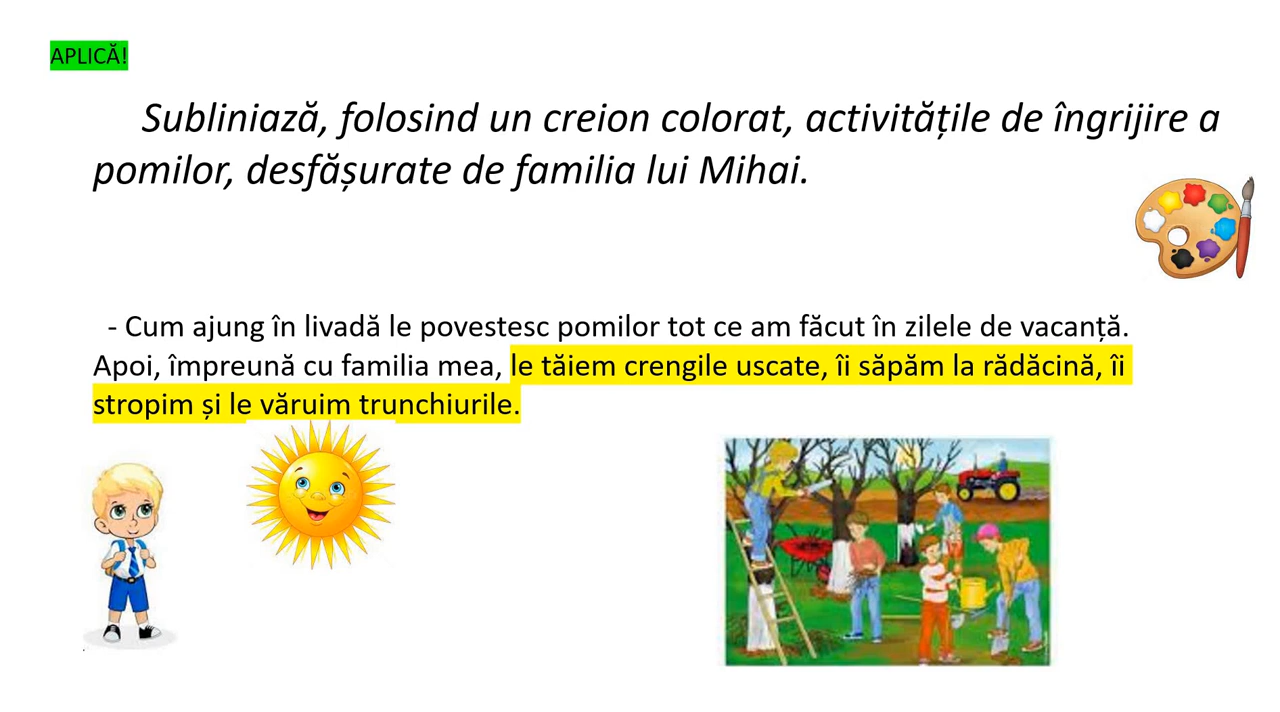 APLICĂ!
Subliniază, folosind un creion colorat, activitățile de îngrijire a
pomilor, desfășurate de familia lui Mihai.
- Cum ajung în livadă le povestesc pomilor tot ce am făcut în zilele de vacanță.
Apoi, împreună cu familia mea, le tăiem crengile uscate, îi săpăm la rădăcină, îi
stropim și le văruim trunchiurile.